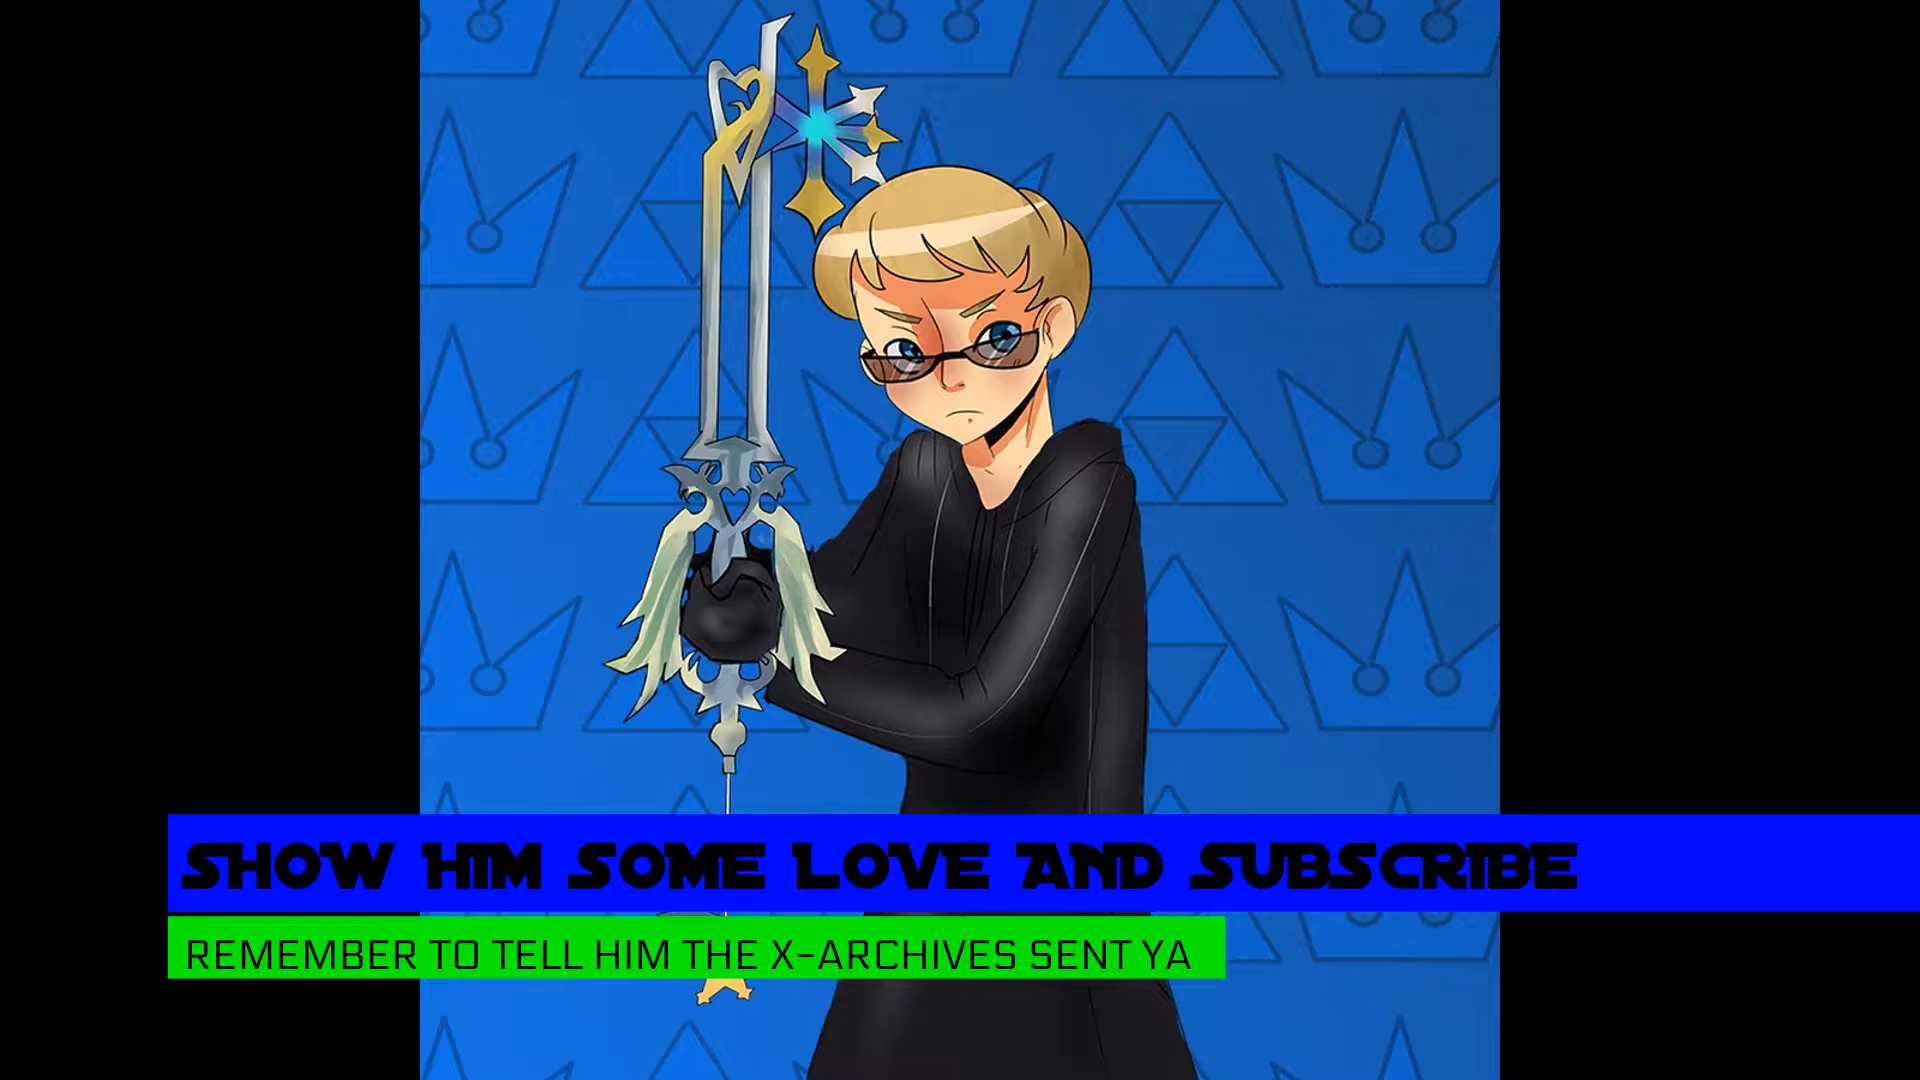 SHOW HIM SOME LOVE AND SUBSCRIBE
REMEMBER TO TELL HIM THE X-ARCHIVES SENT YA